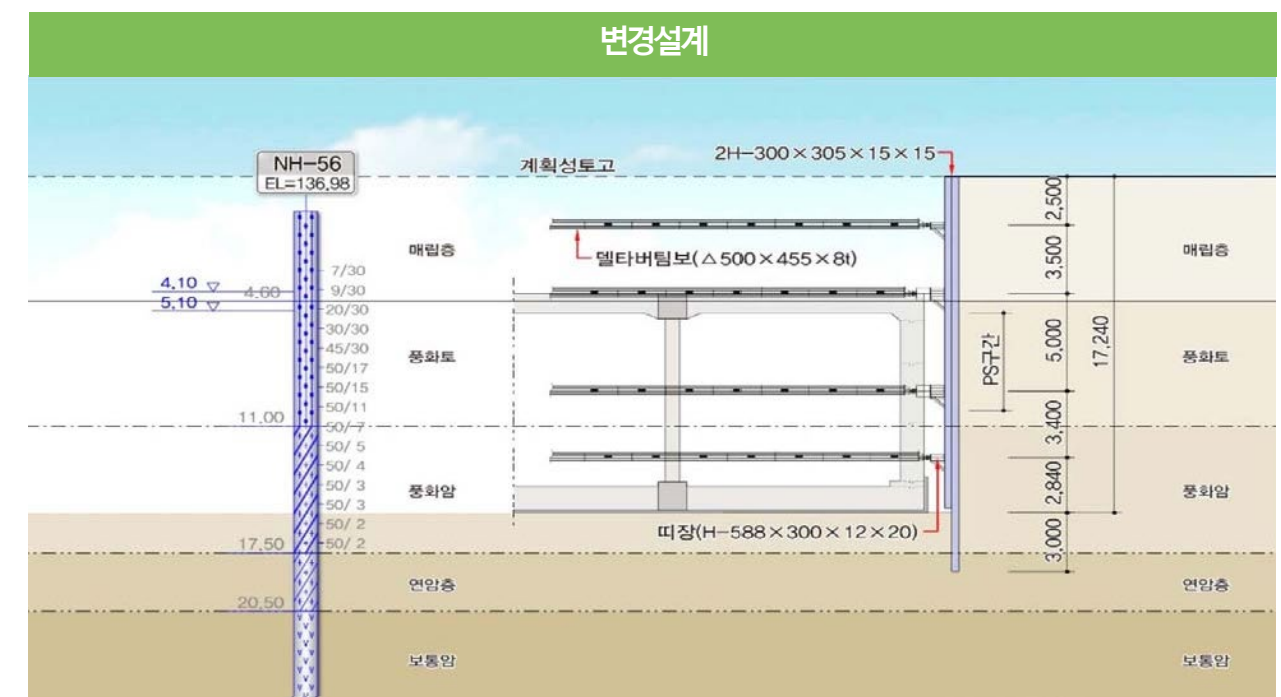 변경설계
NH-56
EL=136.98
계획성토고
2H-300×305×15×15
매립층
델타버팀보(△500×455×8t)
매립층
4.10
4.60
5.10
7/30
9/30
20/30
30/30
45/30
50/17
50/15
50/11
50/ 7
50/ 5
50/ 4
50/ 3
50/ 3
50/ 2
50/ 2
풍화토
풍화토
11.00
풍화암
풍화암
띠장(H-588×300×12×20)
17.50
연암층
연암층
20.50
보통암
보통암
PS구간
2,500
3,500
5,000
3,400
2,840
3,000
17,240